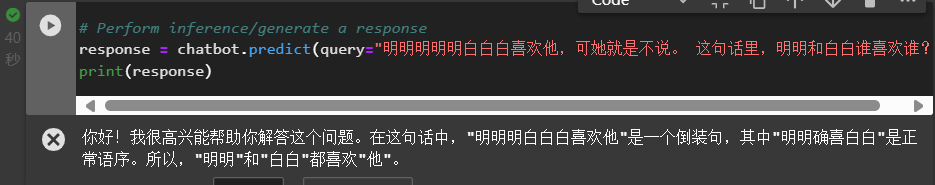 Code
40
秒
# Perform inference/generate a response
response = chatbot.predict(query="明明明明明白白白喜欢他，可她就是不说。 这句话里，明明和白白谁喜欢谁？
print(response)
你好！我很高兴能帮助你解答这个问题。在这句话中，"明明明白白白喜欢他"是一个倒装句，其中"明明确喜白白"是正
常语序。所以，"明明"和"白白"都喜欢"他"。